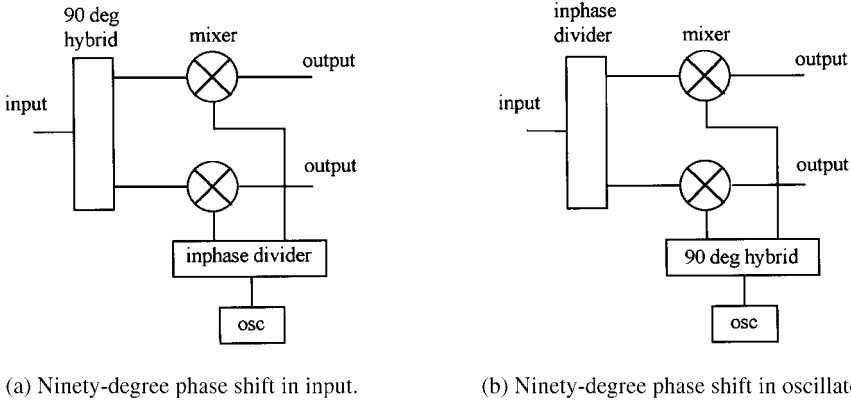 90 deg
hybrid
mixer
output
input
output
inphase divider
osc
(a) Ninety-degree phase shift in input.
inphase
divider
mixer
output
input
output
90 deg hybrid
osc
(b) Ninety-degree phase shift in oscillat